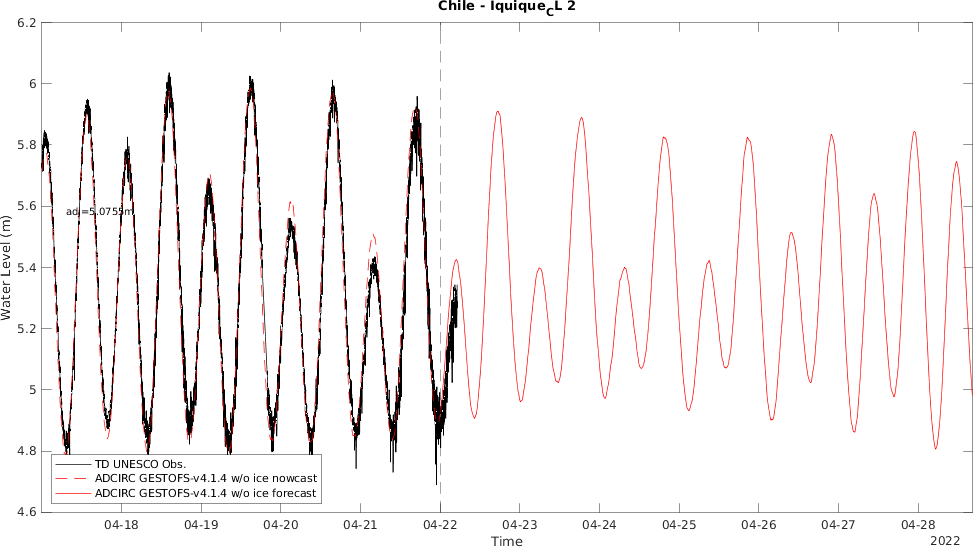 Chile - Iquique_CL 2
6.2
6
5.8
5.6
5.4
5.2
5
4.8
4.6
Water Level (m)
adj=5.0755m
TD UNESCO Obs.
ADCIRC GESTOFS-v4.1.4 w/o ice nowcast
ADCIRC GESTOFS-v4.1.4 w/o ice forecast
04-18 04-19 04-20 04-21 04-22 04-23 04-24 04-25 04-26 04-27 04-28
Time
2022